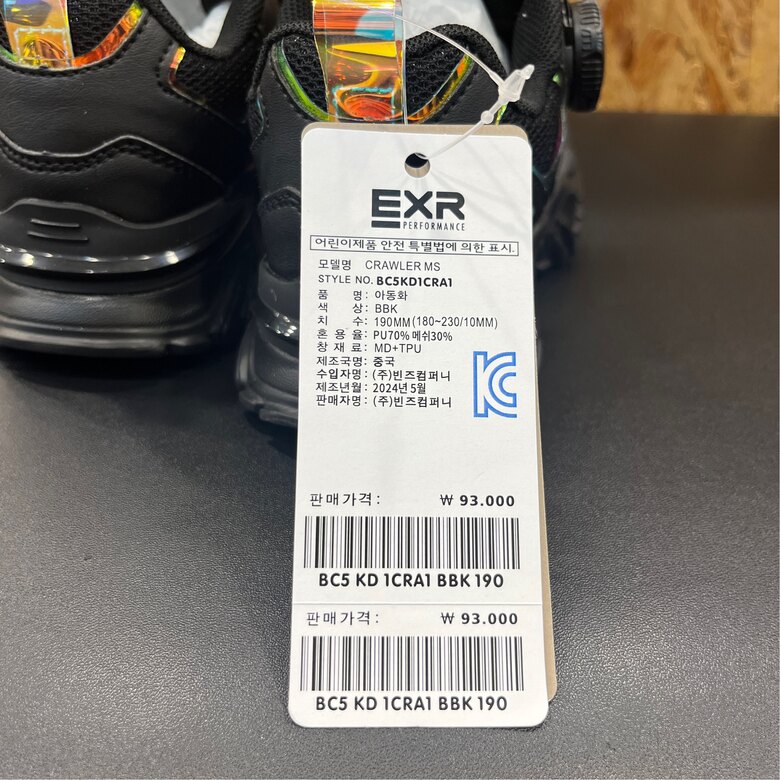 EXR
PERFORMANCE
어린이제품 안전 특별법에 의한 표시.
모델명 CRAWLER MS
STYLE NO. BC5KD1CRA1
품 명: 아동화
색 상: BBK
치 수: 190MM (180~230/10MM)
혼 용 율: PU70% 메쉬30%
창 재 료: MD+TPU
제조국명: 중국
수입자명: (주)빈즈컴퍼니
제조년월: 2024년 5월
판매자명: (주)빈즈컴퍼니
판매가격: ₩ 93.000
BC5 KD 1CRA1 BBK 190
판매가격: ₩ 93.000
BC5 KD 1CRA1 BBK 190